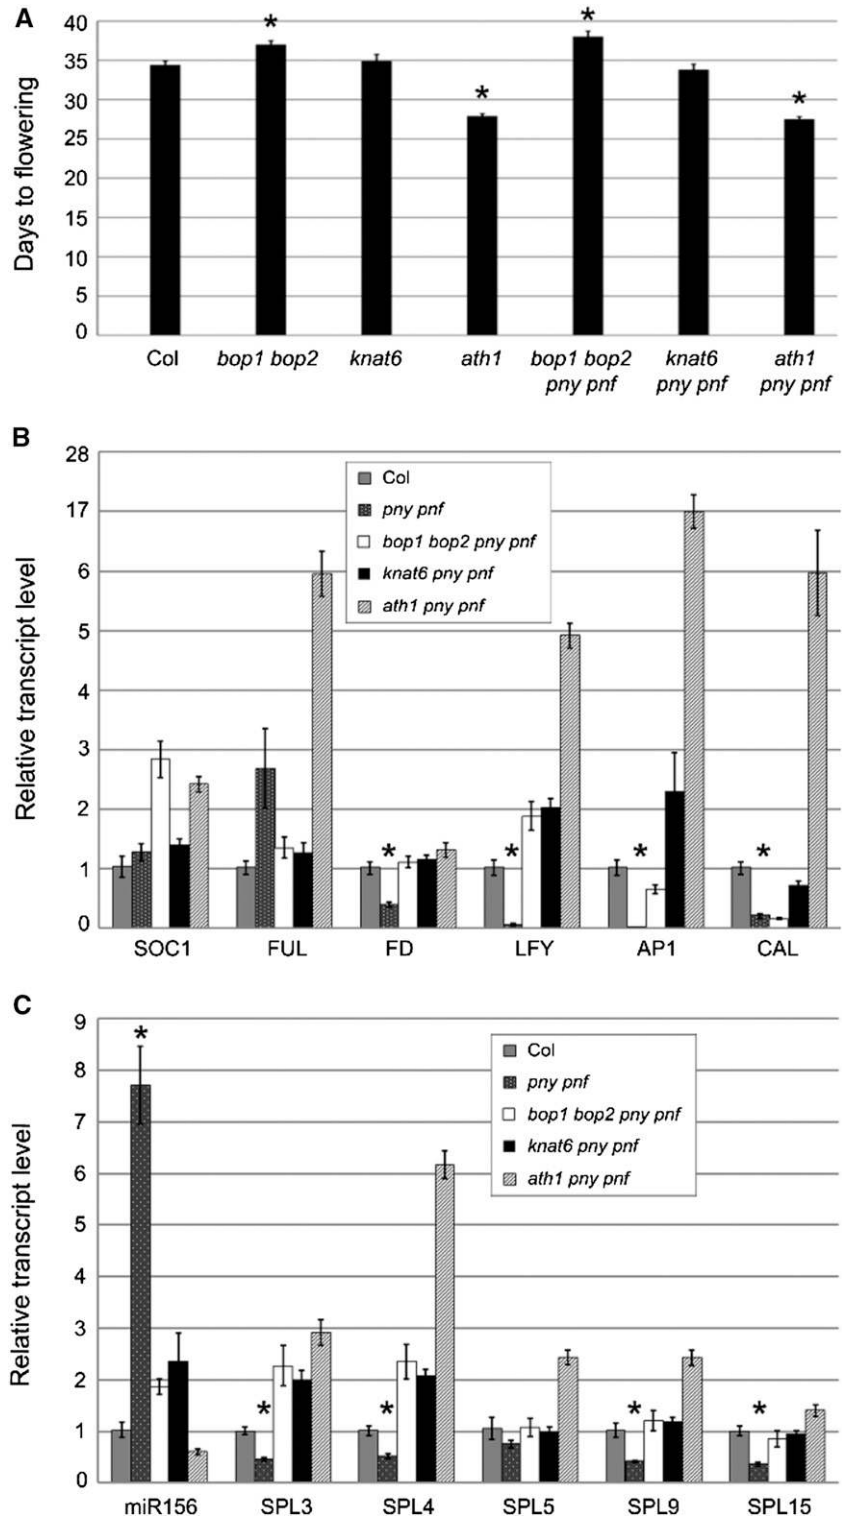 A
*
*
*
*
*
40
35
30
25
20
15
10
5
0
Days to flowering
Col
bop1 bop2
knat6
ath1
bop1 bop2
pny pnf
knat6
pny pnf
ath1
pny pnf
B
28
17
6
5
4
3
2
1
0
Relative transcript level
Col
pny pnf
bop1 bop2 pny pnf
knat6 pny pnf
ath1 pny pnf
* * * *
SOC1 FUL FD LFY AP1 CAL
C
9
8
7
6
5
4
3
2
1
0
Relative transcript level
Col
pny pnf
bop1 bop2 pny pnf
knat6 pny pnf
ath1 pny pnf
*
* * * *
miR156 SPL3 SPL4 SPL5 SPL9 SPL15